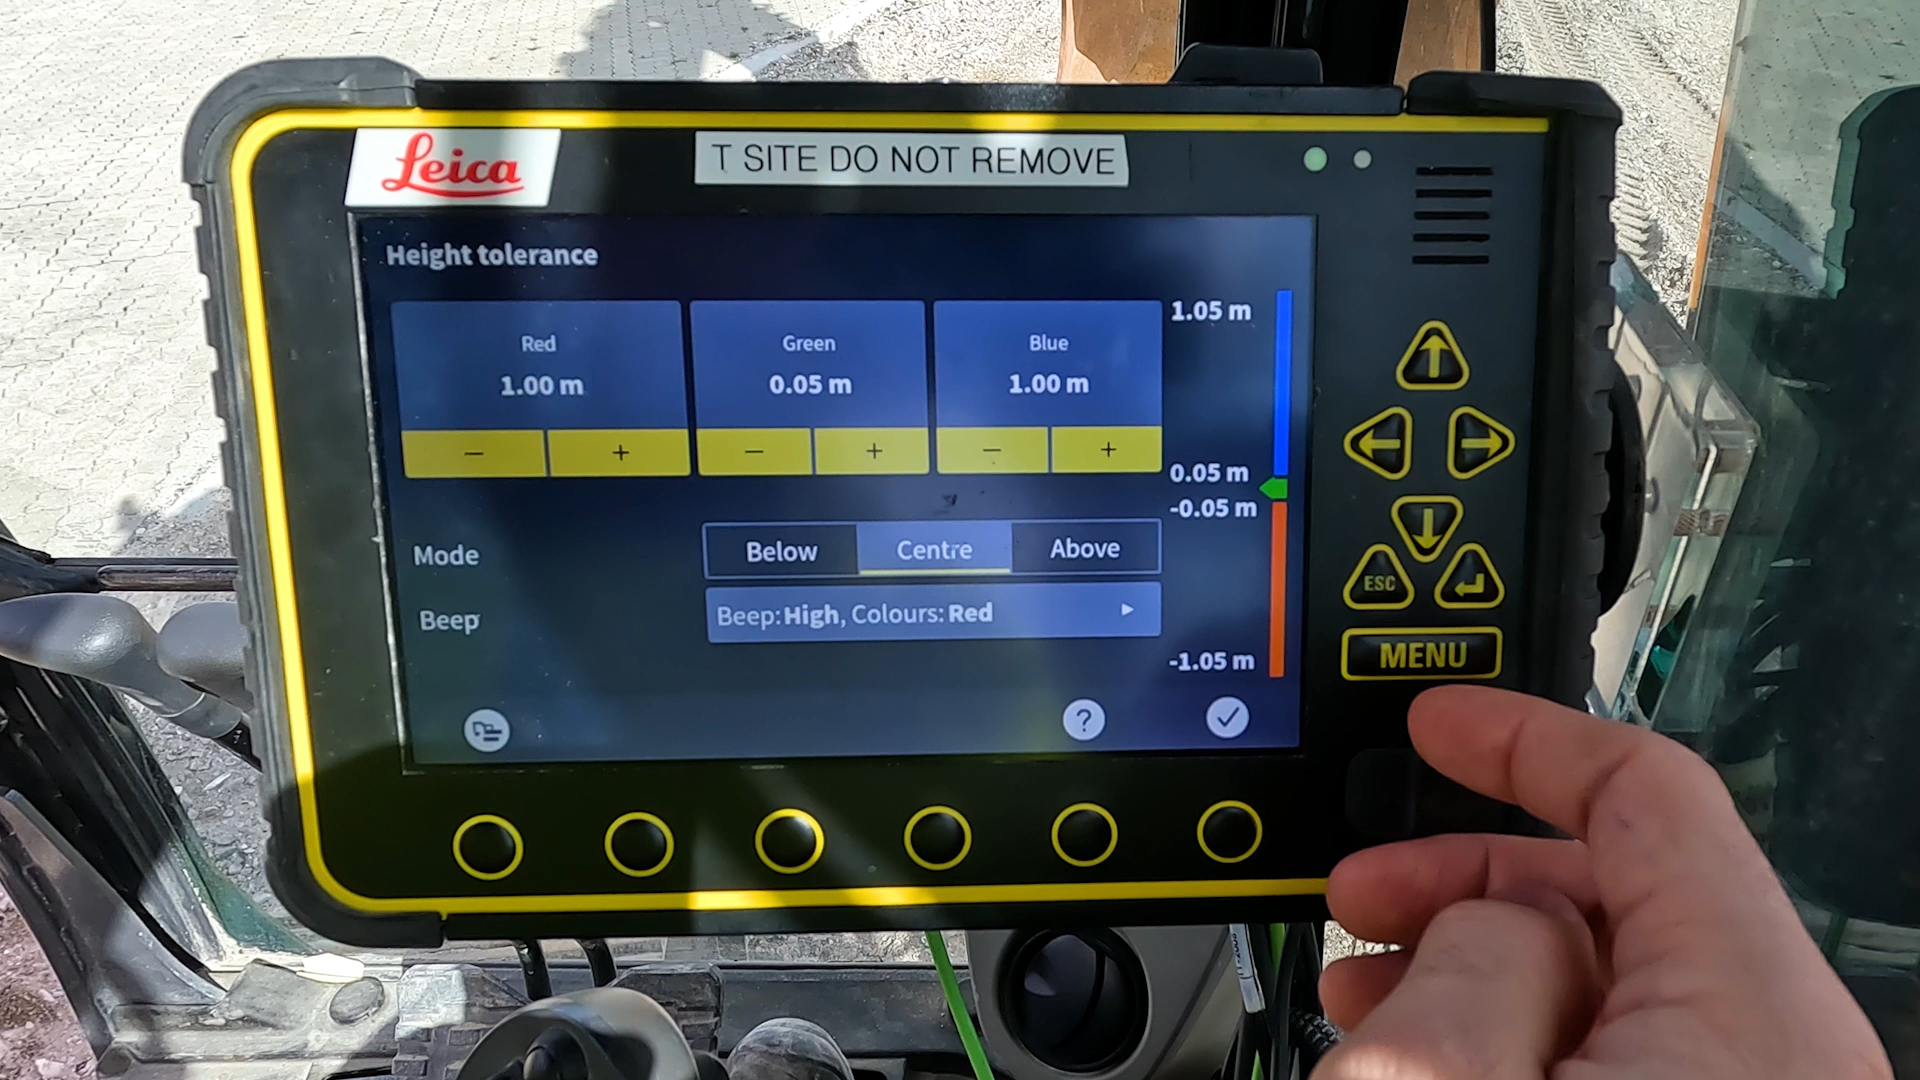 Leica
T SITE DO NOT REMOVE
Height tolerance
Red
1.00 m
Green
0.05 m
Blue
1.00 m
− + − + − +
1.05 m
0.05 m
-0.05 m
-1.05 m
Mode
Below Centre Above
Beep
Beep: High, Colours: Red
?
ESC
MENU